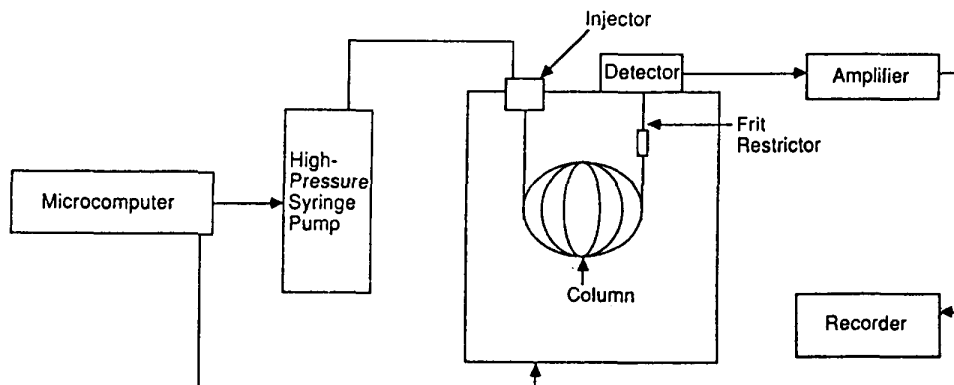 Injector
Detector
Amplifier
Frit
Restrictor
High-
Pressure
Syringe
Pump
Microcomputer
Column
Recorder